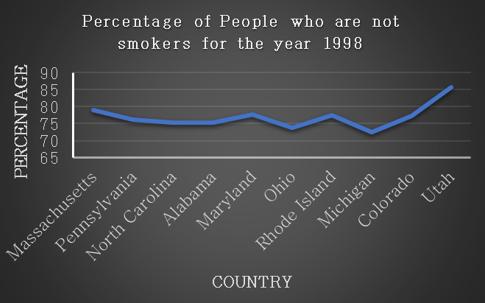 Percentage of People who are not
smokers for the year 1998
PERCENTAGE
90
85
80
75
70
65
Massachusetts
Pennsylvania
North Carolina
Alabama
Maryland
Ohio
Rhode Island
Michigan
Colorado
Utah
COUNTRY